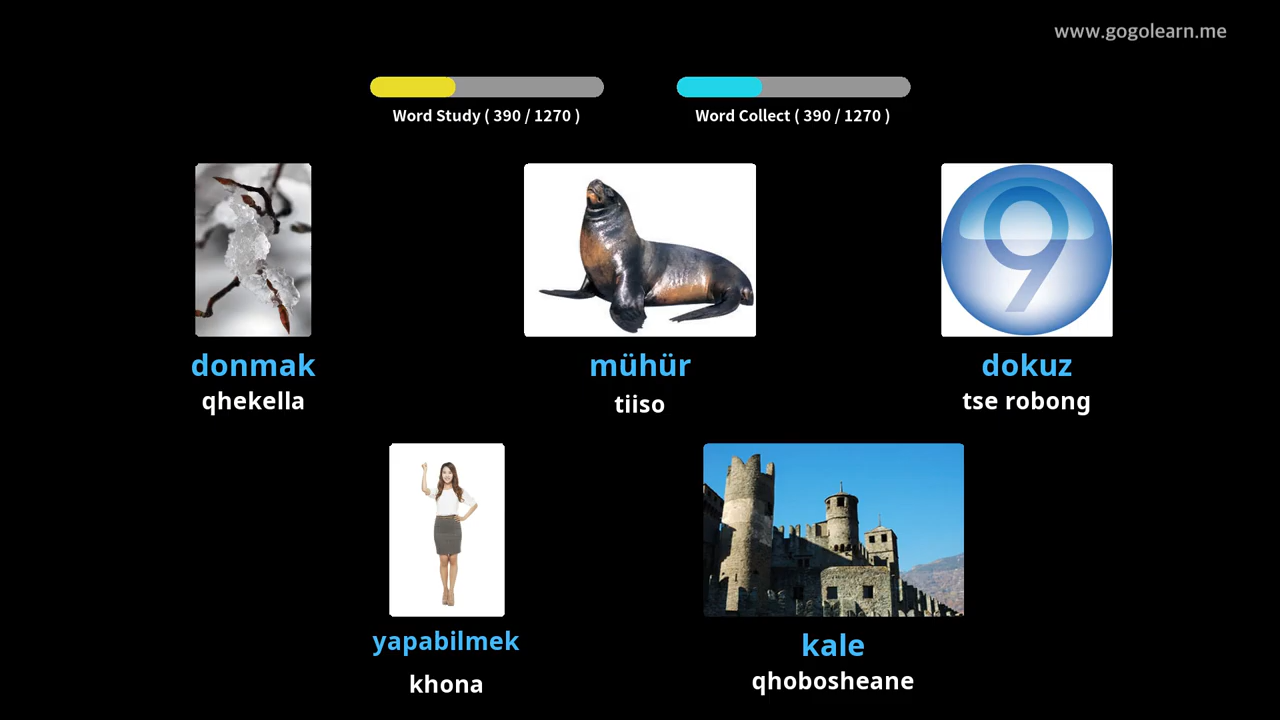 www.gogolearn.me
Word Study ( 390 / 1270 )
Word Collect ( 390 / 1270 )
9
donmak
qhekella
mühür
tiiso
dokuz
tse robong
yapabilmek
khona
kale
qhobosheane